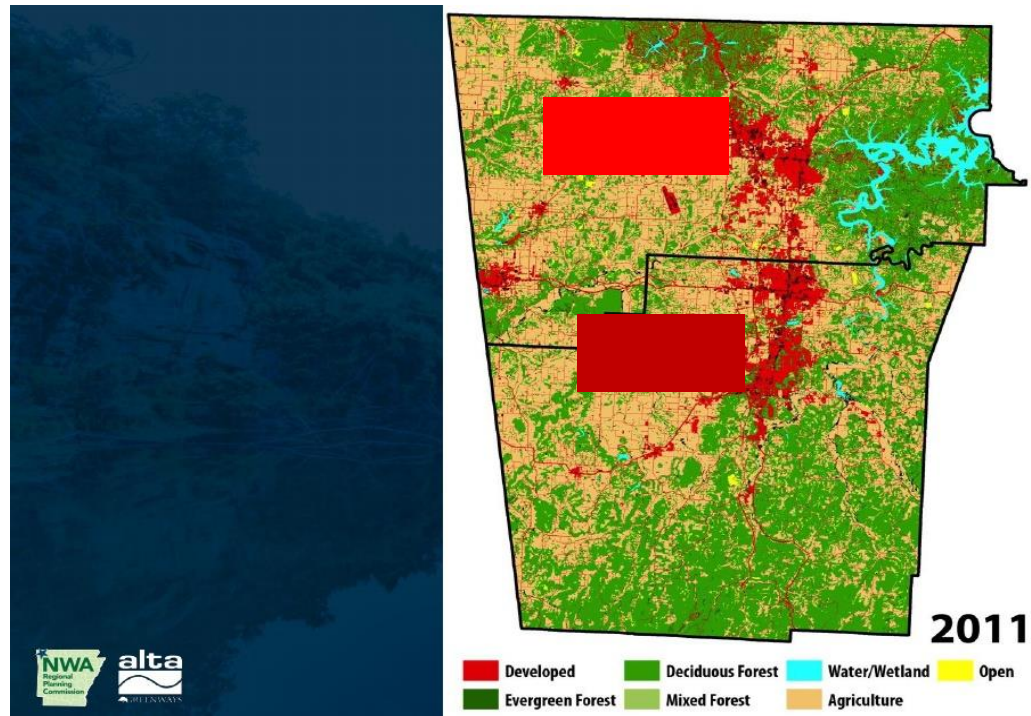 NWA
Regional
Planning
Commission
alta
GREENWAYS
2011
Developed
Deciduous Forest
Water/Wetland
Open
Evergreen Forest
Mixed Forest
Agriculture